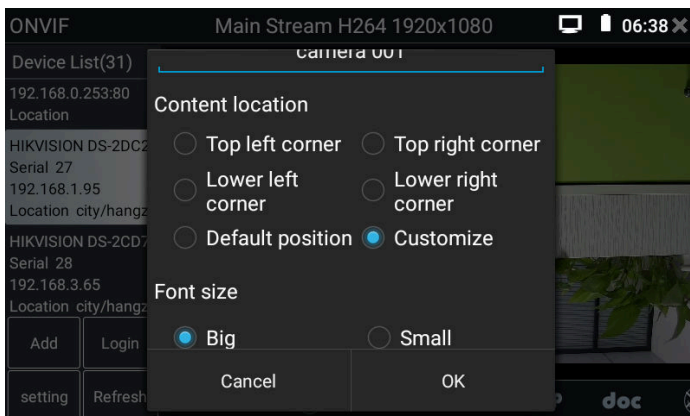 ONVIF
Main Stream H264 1920x1080
06:38
Device List(31)
192.168.0.253:80
Location
HIKVISION DS-2DC2
Serial 27
192.168.1.95
Location city/hangz
HIKVISION DS-2CD7
Serial 28
192.168.3.65
Location city/hangz
Add
Login
setting
Refresh
camera 001
Content location
Top left corner
Top right corner
Lower left
corner
Lower right
corner
Default position
Customize
Font size
Big
Small
Cancel
OK
doc